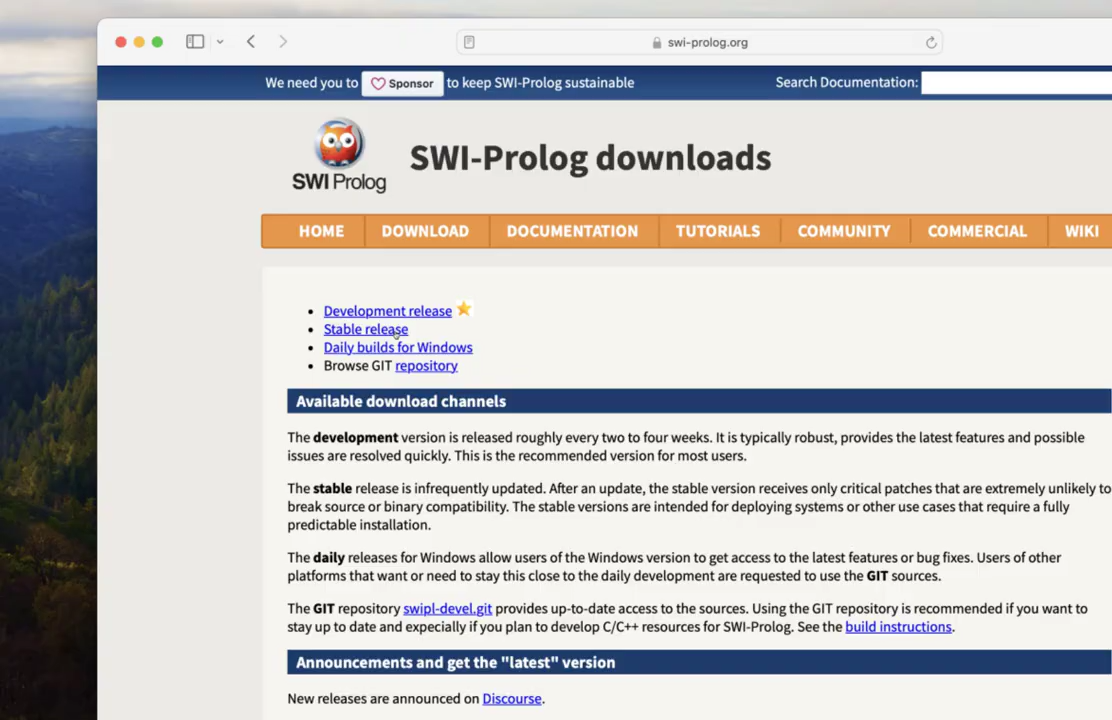 swi-prolog.org
We need you to Sponsor to keep SWI-Prolog sustainable
Search Documentation:
SWI Prolog
SWI-Prolog downloads
HOME DOWNLOAD DOCUMENTATION TUTORIALS COMMUNITY COMMERCIAL WIKI
• Development release
• Stable release
• Daily builds for Windows
• Browse GIT repository
Available download channels
The development version is released roughly every two to four weeks. It is typically robust, provides the latest features and possible
issues are resolved quickly. This is the recommended version for most users.
The stable release is infrequently updated. After an update, the stable version receives only critical patches that are extremely unlikely to
break source or binary compatibility. The stable versions are intended for deploying systems or other use cases that require a fully
predictable installation.
The daily releases for Windows allow users of the Windows version to get access to the latest features or bug fixes. Users of other
platforms that want or need to stay this close to the daily development are requested to use the GIT sources.
The GIT repository swipl-devel.git provides up-to-date access to the sources. Using the GIT repository is recommended if you want to
stay up to date and expecially if you plan to develop C/C++ resources for SWI-Prolog. See the build instructions.
Announcements and get the "latest" version
New releases are announced on Discourse.